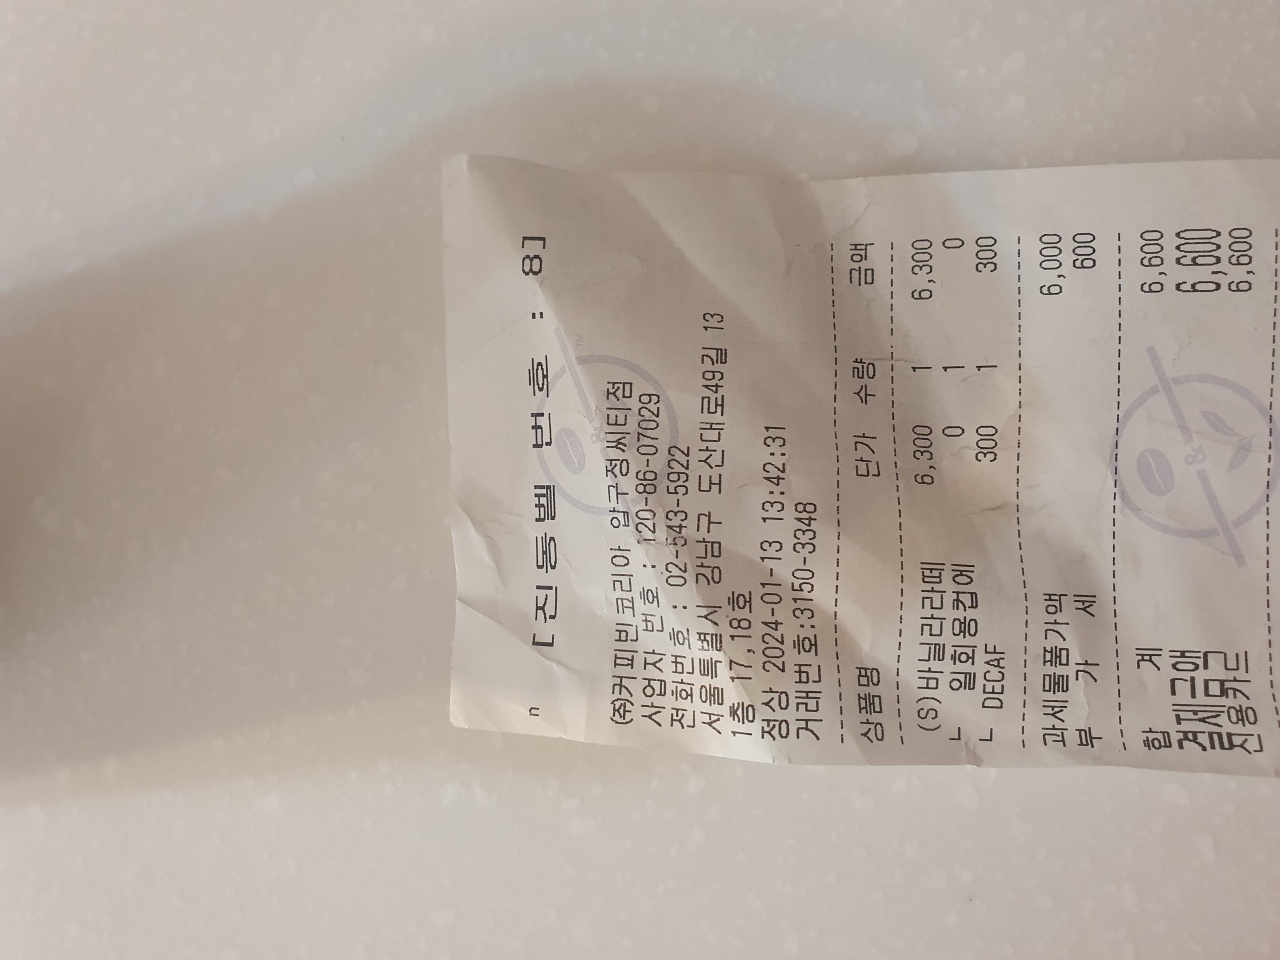 [진동벨 번호 : 8]
㈜커피빈코리아 압구정씨티점
사업자 번호 : 120-86-07029
전화번호 : 02-543-5922
서울특별시 강남구 도산대로49길 13
1층 17,18호
정상 2024-01-13 13:42:31
거래번호:3150-3348
상품명 단가 수량 금액
(S)바닐라라떼 6,300 1 6,300
ㄴ 일회용컵에 0 1 0
ㄴ DECAF 300 1 300
과세물품가액 6,000
부 가 세 600
합 계 6,600
결제금액 6,600
신용카드 6,600
&
&